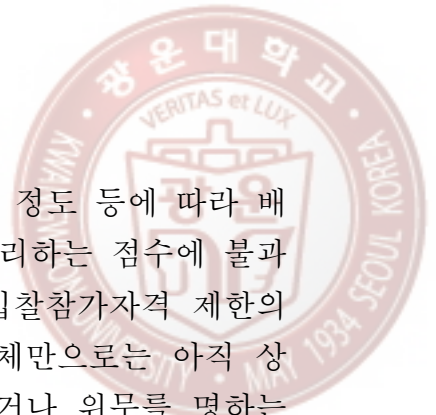 광운대학교
VERITAS et LUX
KWANGWOON UNIVERSITY • MAY 1934 SEOUL KOREA
정도 등에 따라 배
리하는 점수에 불과
입찰참가자격 제한의
체만으로는 아직 상
거나 의무를 명하는